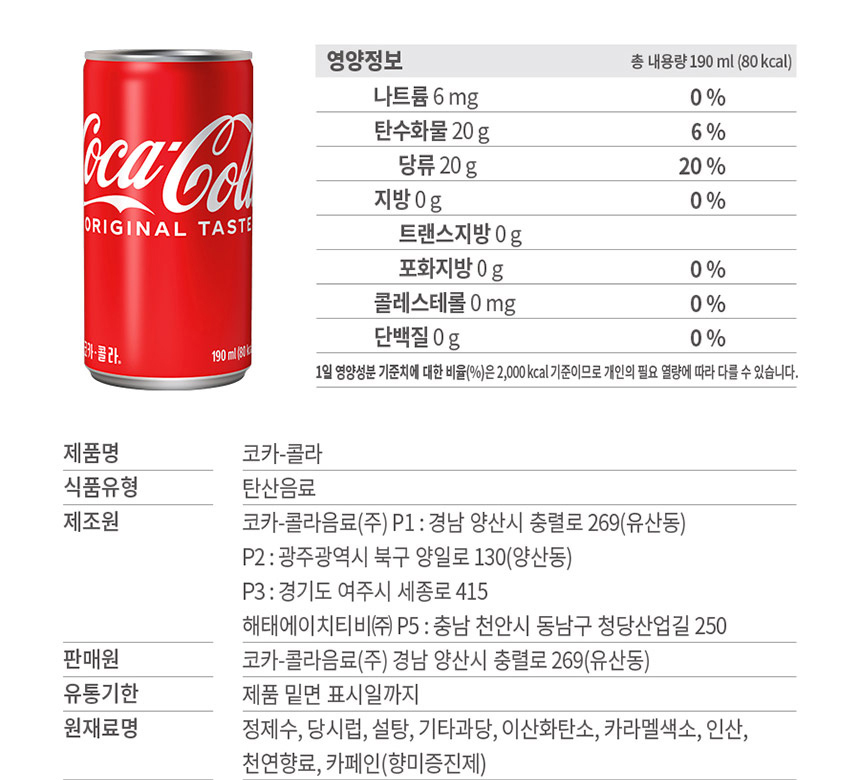 Coca-Cola
ORIGINAL TASTE
코카-콜라.
190 ml (80 kc
영양정보 총 내용량 190 ml (80 kcal)
나트륨 6 mg 0 %
탄수화물 20 g 6 %
당류 20 g 20 %
지방 0 g 0 %
트랜스지방 0 g
포화지방 0 g 0 %
콜레스테롤 0 mg 0 %
단백질 0 g 0 %
1일 영양성분 기준치에 대한 비율(%)은 2,000 kcal 기준이므로 개인의 필요 열량에 따라 다를 수 있습니다.
제품명 코카-콜라
식품유형 탄산음료
제조원 코카-콜라음료(주) P1 : 경남 양산시 충렬로 269(유산동)
P2 : 광주광역시 북구 양일로 130(양산동)
P3 : 경기도 여주시 세종로 415
해태에이치티비㈜ P5 : 충남 천안시 동남구 청당산업길 250
판매원 코카-콜라음료(주) 경남 양산시 충렬로 269(유산동)
유통기한 제품 밑면 표시일까지
원재료명 정제수, 당시럽, 설탕, 기타과당, 이산화탄소, 카라멜색소, 인산,
천연향료, 카페인(향미증진제)